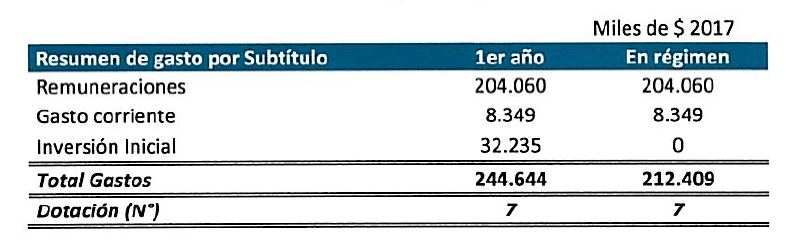 Miles de $ 2017
Resumen de gasto por Subtítulo 1er año En régimen
Remuneraciones 204.060 204.060
Gasto corriente 8.349 8.349
Inversión Inicial 32.235 0
Total Gastos 244.644 212.409
Dotación (N°) 7 7